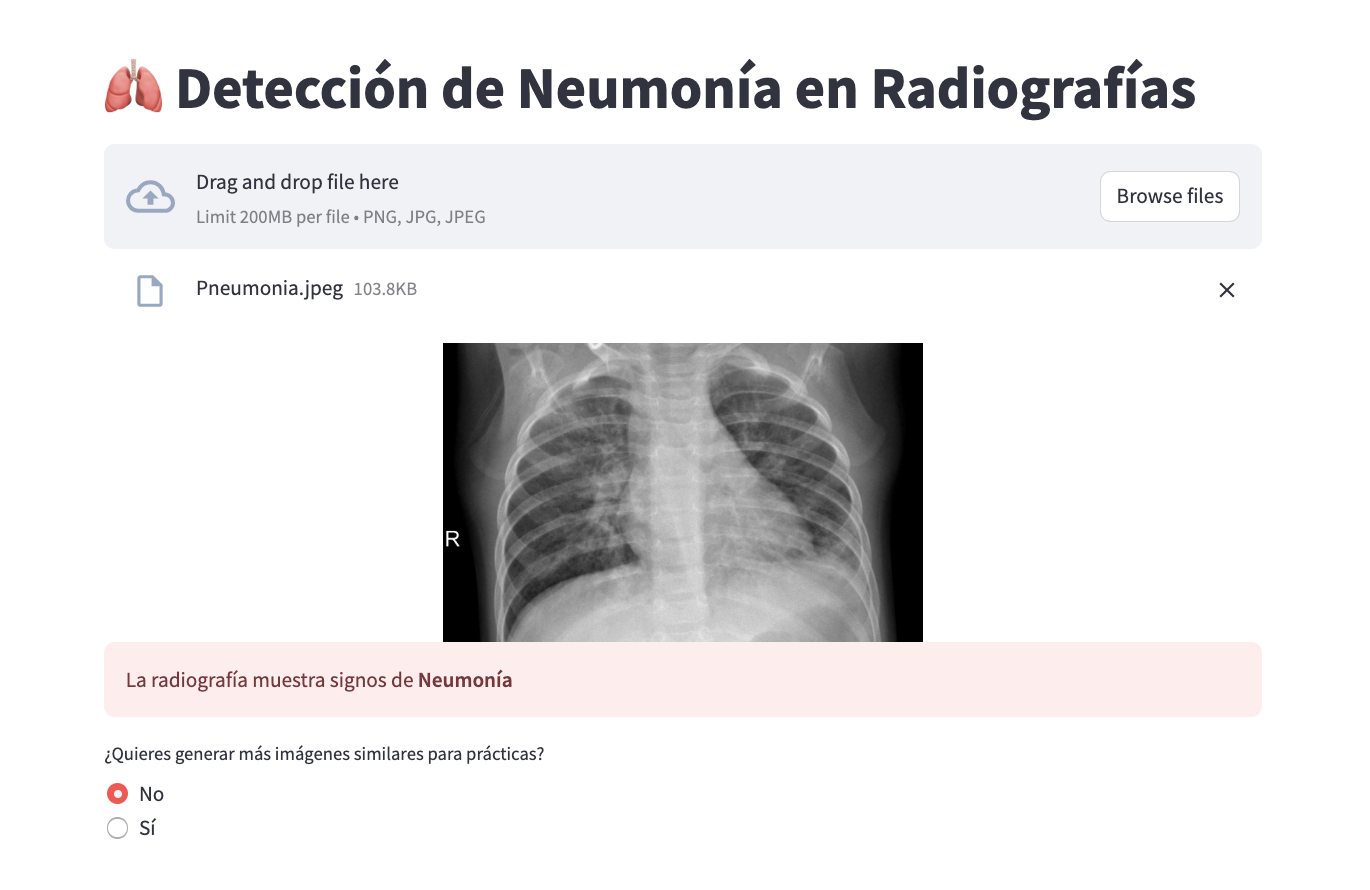 Detección de Neumonía en Radiografías
Drag and drop file here
Limit 200MB per file • PNG, JPG, JPEG
Browse files
Pneumonia.jpeg 103.8KB
R
La radiografía muestra signos de Neumonía
¿Quieres generar más imágenes similares para prácticas?
No
Sí